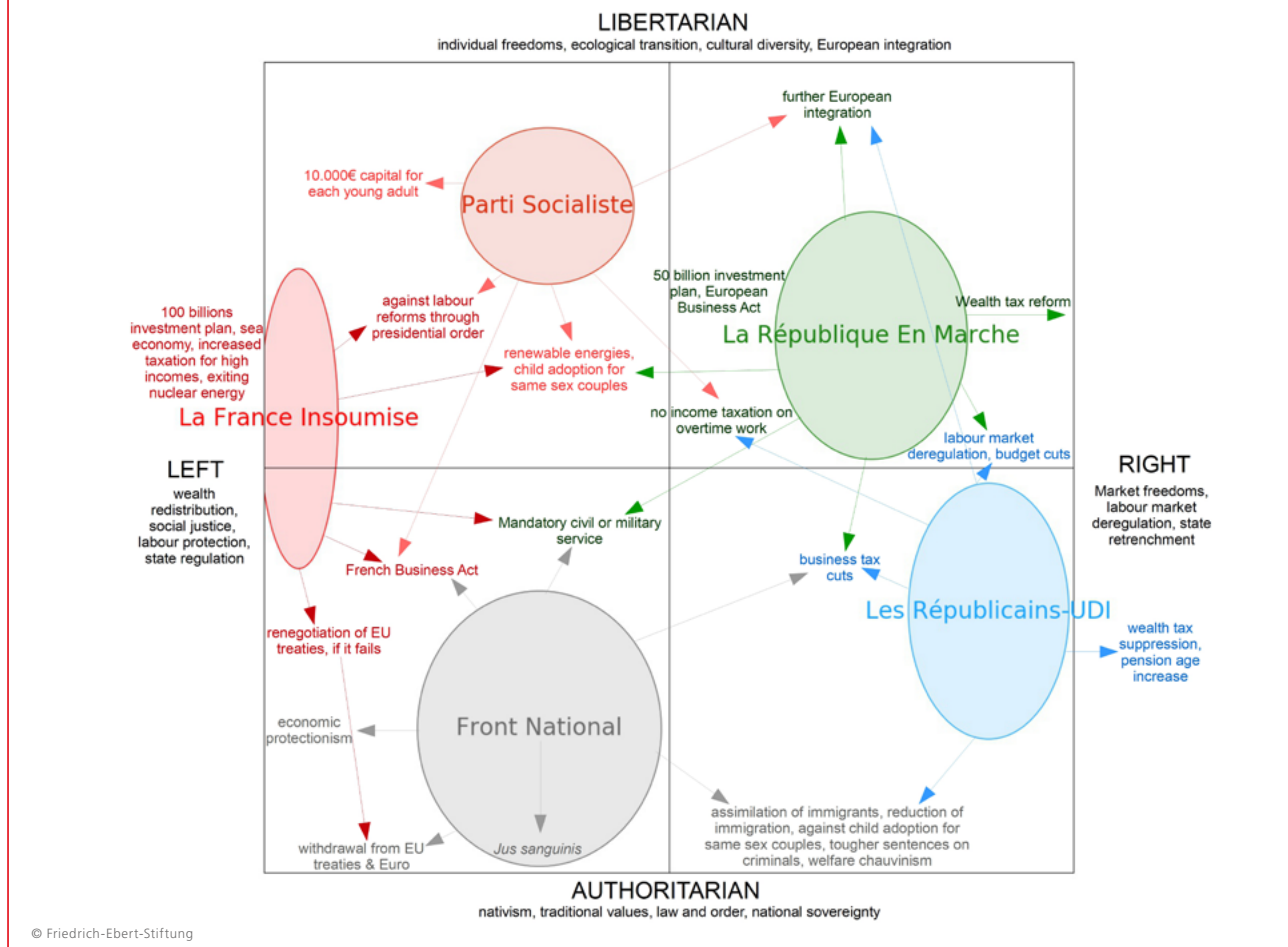 LIBERTARIAN
individual freedoms, ecological transition, cultural diversity, European integration
further European
integration
10.000€ capital for
each young adult
Parti Socialiste
50 billion investment
plan, European
Business Act
Wealth tax reform
La République En Marche
against labour
reforms through
presidential order
100 billions
investment plan, sea
economy, increased
taxation for high
incomes, exiting
nuclear energy
renewable energies,
child adoption for
same sex couples
La France Insoumise
no income taxation on
overtime work
labour market
deregulation, budget cuts
LEFT
wealth
redistribution,
social justice,
labour protection,
state regulation
RIGHT
Market freedoms,
labour market
deregulation, state
retrenchment
Mandatory civil or military
service
French Business Act
business tax
cuts
Les Républicains-UDI
renegotiation of EU
treaties, if it fails
wealth tax
suppression,
pension age
increase
economic
protectionism
Front National
withdrawal from EU
treaties & Euro
Jus sanguinis
assimilation of immigrants, reduction of
immigration, against child adoption for
same sex couples, tougher sentences on
criminals, welfare chauvinism
AUTHORITARIAN
nativism, traditional values, law and order, national sovereignty
© Friedrich-Ebert-Stiftung